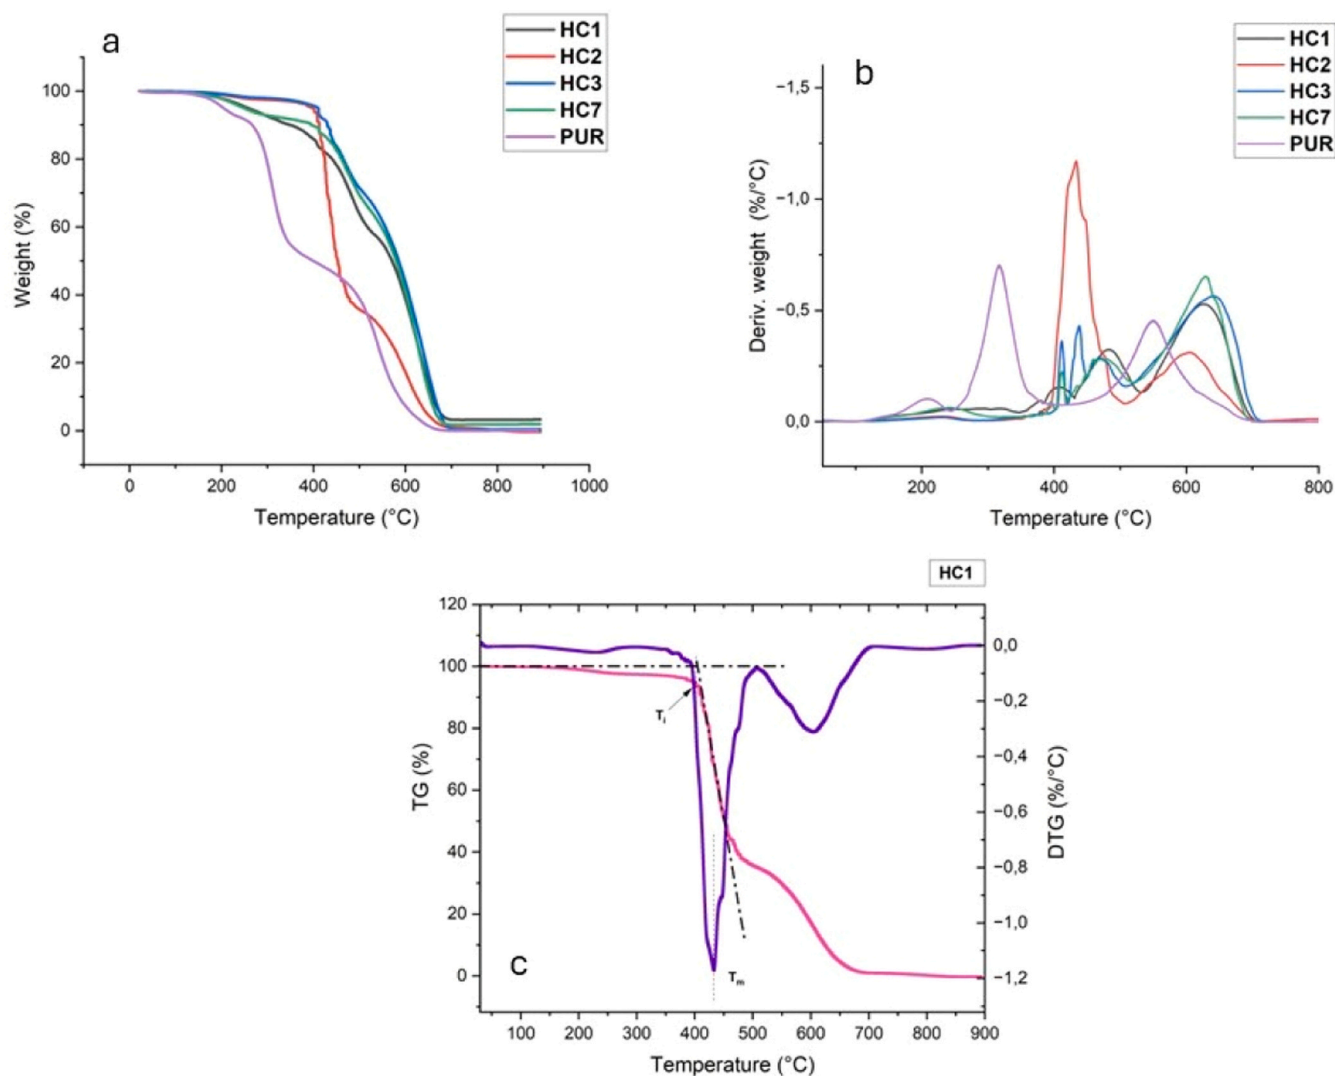 a
HC1
HC2
HC3
HC7
PUR
100
80
60
40
20
0
Weight (%)
0 200 400 600 800 1000
Temperature (°C)
b
HC1
HC2
HC3
HC7
PUR
−1,5
−1,0
−0,5
0,0
Deriv. weight (%/°C)
200 400 600 800
Temperature (°C)
HC1
120
100
80
60
40
20
0
TG (%)
0,0
−0,2
−0,4
−0,6
−0,8
−1,0
−1,2
DTG (%/°C)
Ti
Tm
c
100 200 300 400 500 600 700 800 900
Temperature (°C)